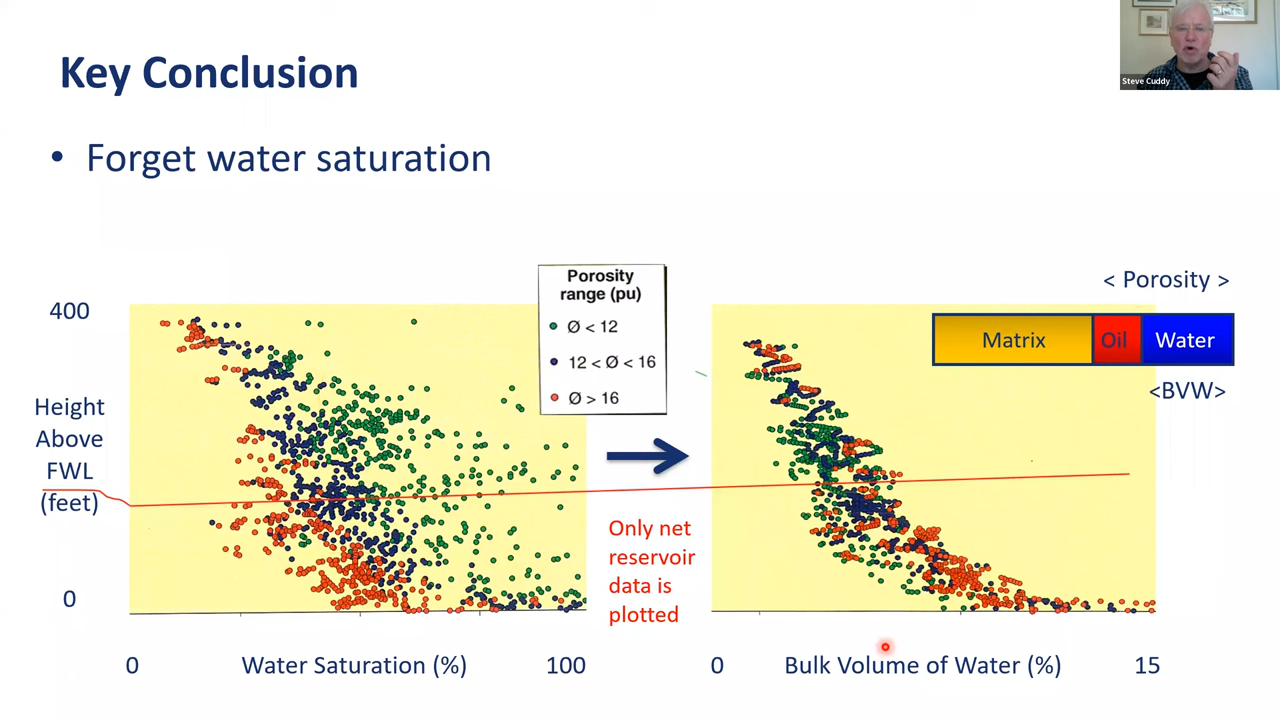 Key Conclusion
Steve Cuddy
• Forget water saturation
Porosity
range (pu)
Ø < 12
12 < Ø < 16
Ø > 16
400
Height
Above
FWL
(feet)
0
0
Water Saturation (%)
100
Only net
reservoir
data is
plotted
< Porosity >
Matrix
Oil
Water
<BVW>
0
Bulk Volume of Water (%)
15